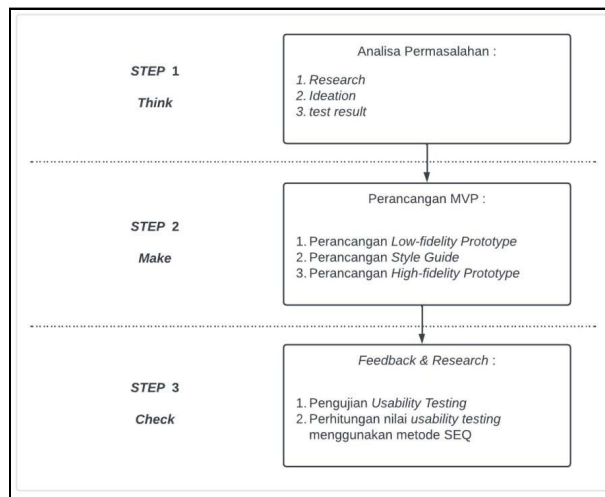 STEP 1
Think
Analisa Permasalahan :
1. Research
2. Ideation
3. test result
STEP 2
Make
Perancangan MVP :
1. Perancangan Low-fidelity Prototype
2. Perancangan Style Guide
3. Perancangan High-fidelity Prototype
STEP 3
Check
Feedback & Research :
1. Pengujian Usability Testing
2. Perhitungan nilai usability testing
menggunakan metode SEQ